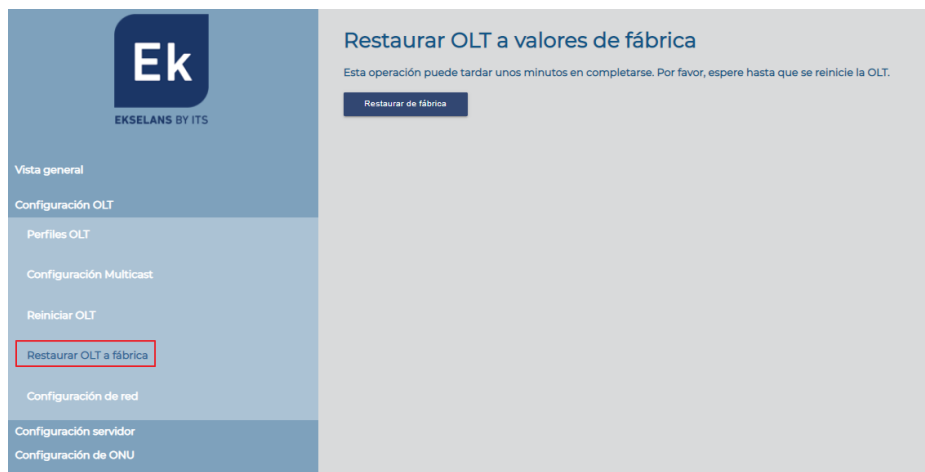 Ek
EKSELANS BY ITS
Vista general
Configuración OLT
Perfiles OLT
Configuración Multicast
Reiniciar OLT
Restaurar OLT a fábrica
Configuración de red
Configuración servidor
Configuración de ONU
Restaurar OLT a valores de fábrica
Esta operación puede tardar unos minutos en completarse. Por favor, espere hasta que se reinicie la OLT.
Restaurar de fábrica